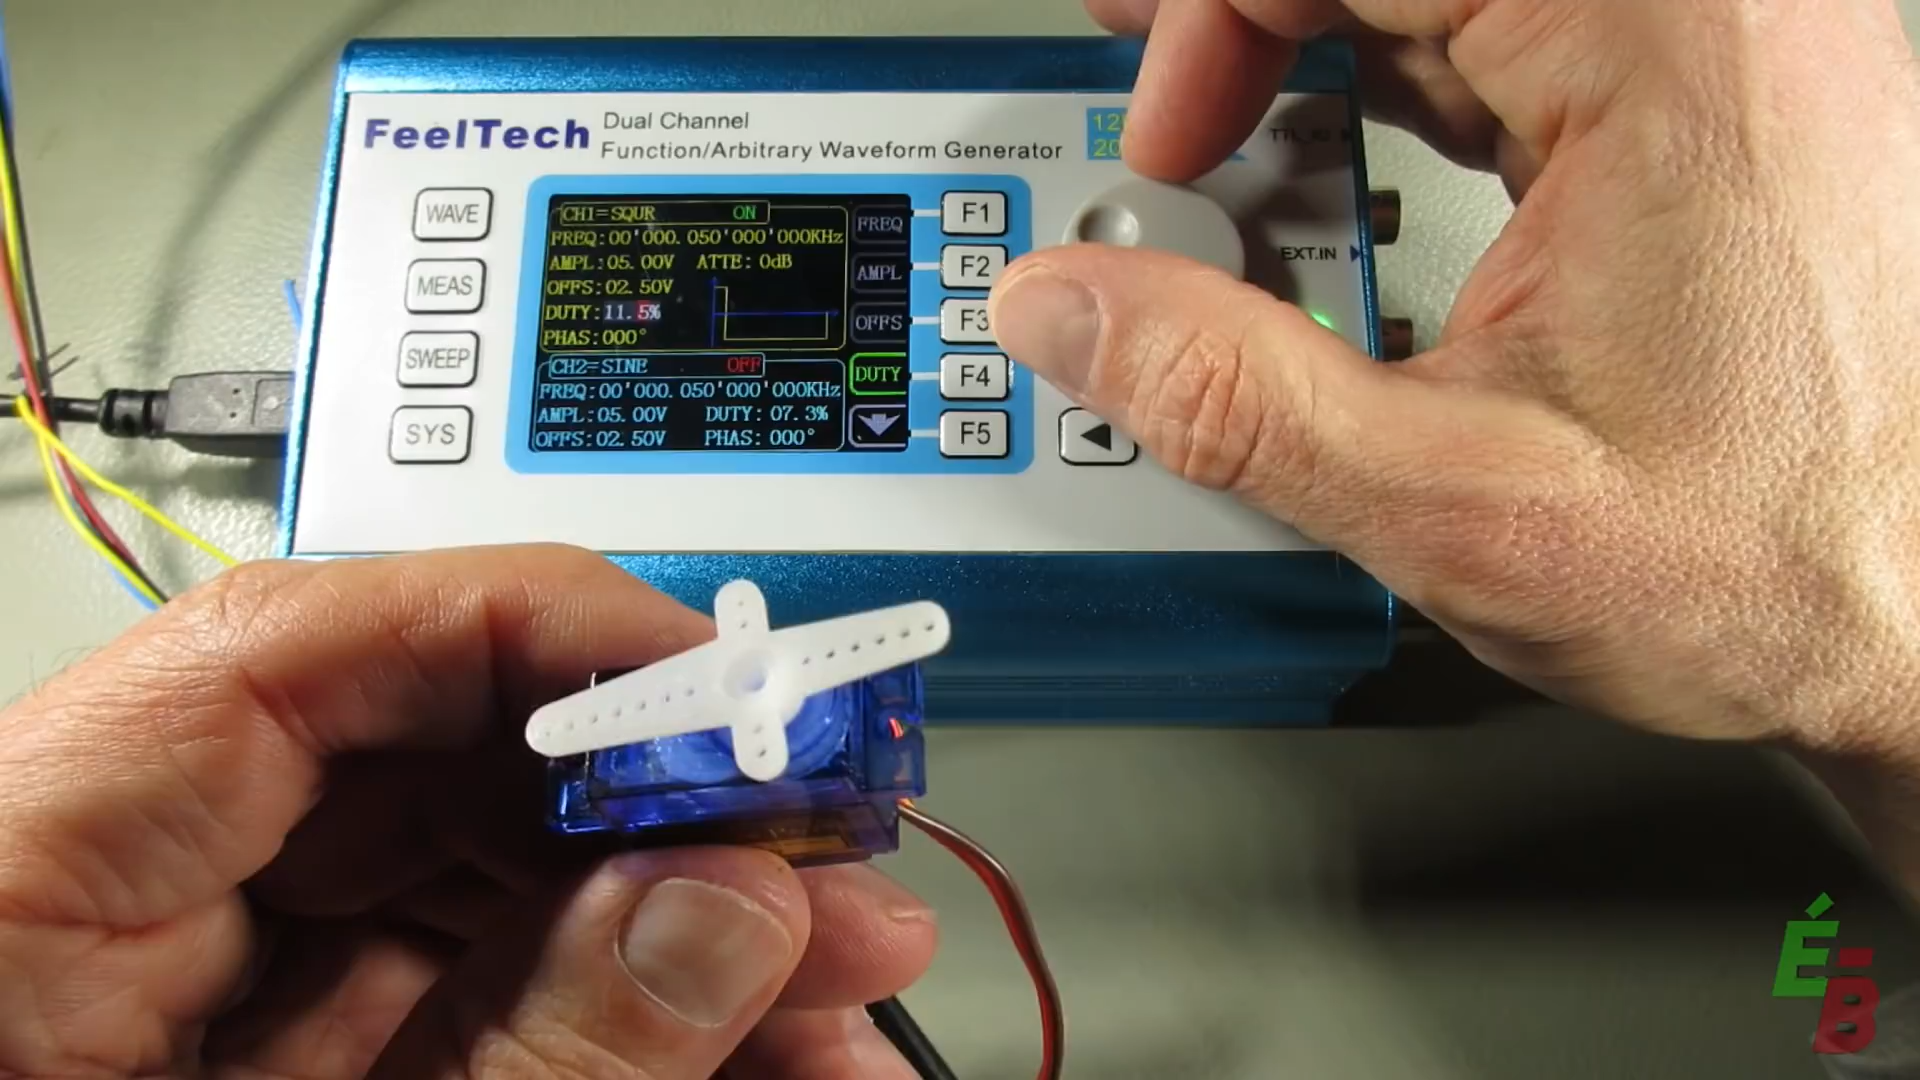 FeelTech
Dual Channel
Function/Arbitrary Waveform Generator
12
20
WAVE
MEAS
SWEEP
SYS
CH1=SQUR ON
FREQ:00'000.050'000'000KHz
AMPL:05.00V ATTE:0dB
OFFS:02.50V
DUTY:11.5%
PHAS:000°
CH2=SINE OFF
FREQ:00'000.050'000'000KHz
AMPL:05.00V DUTY:07.3%
OFFS:02.50V PHAS:000°
FREQ
AMPL
OFFS
DUTY
F1
F2
F3
F4
F5
EXT.IN
ÉB